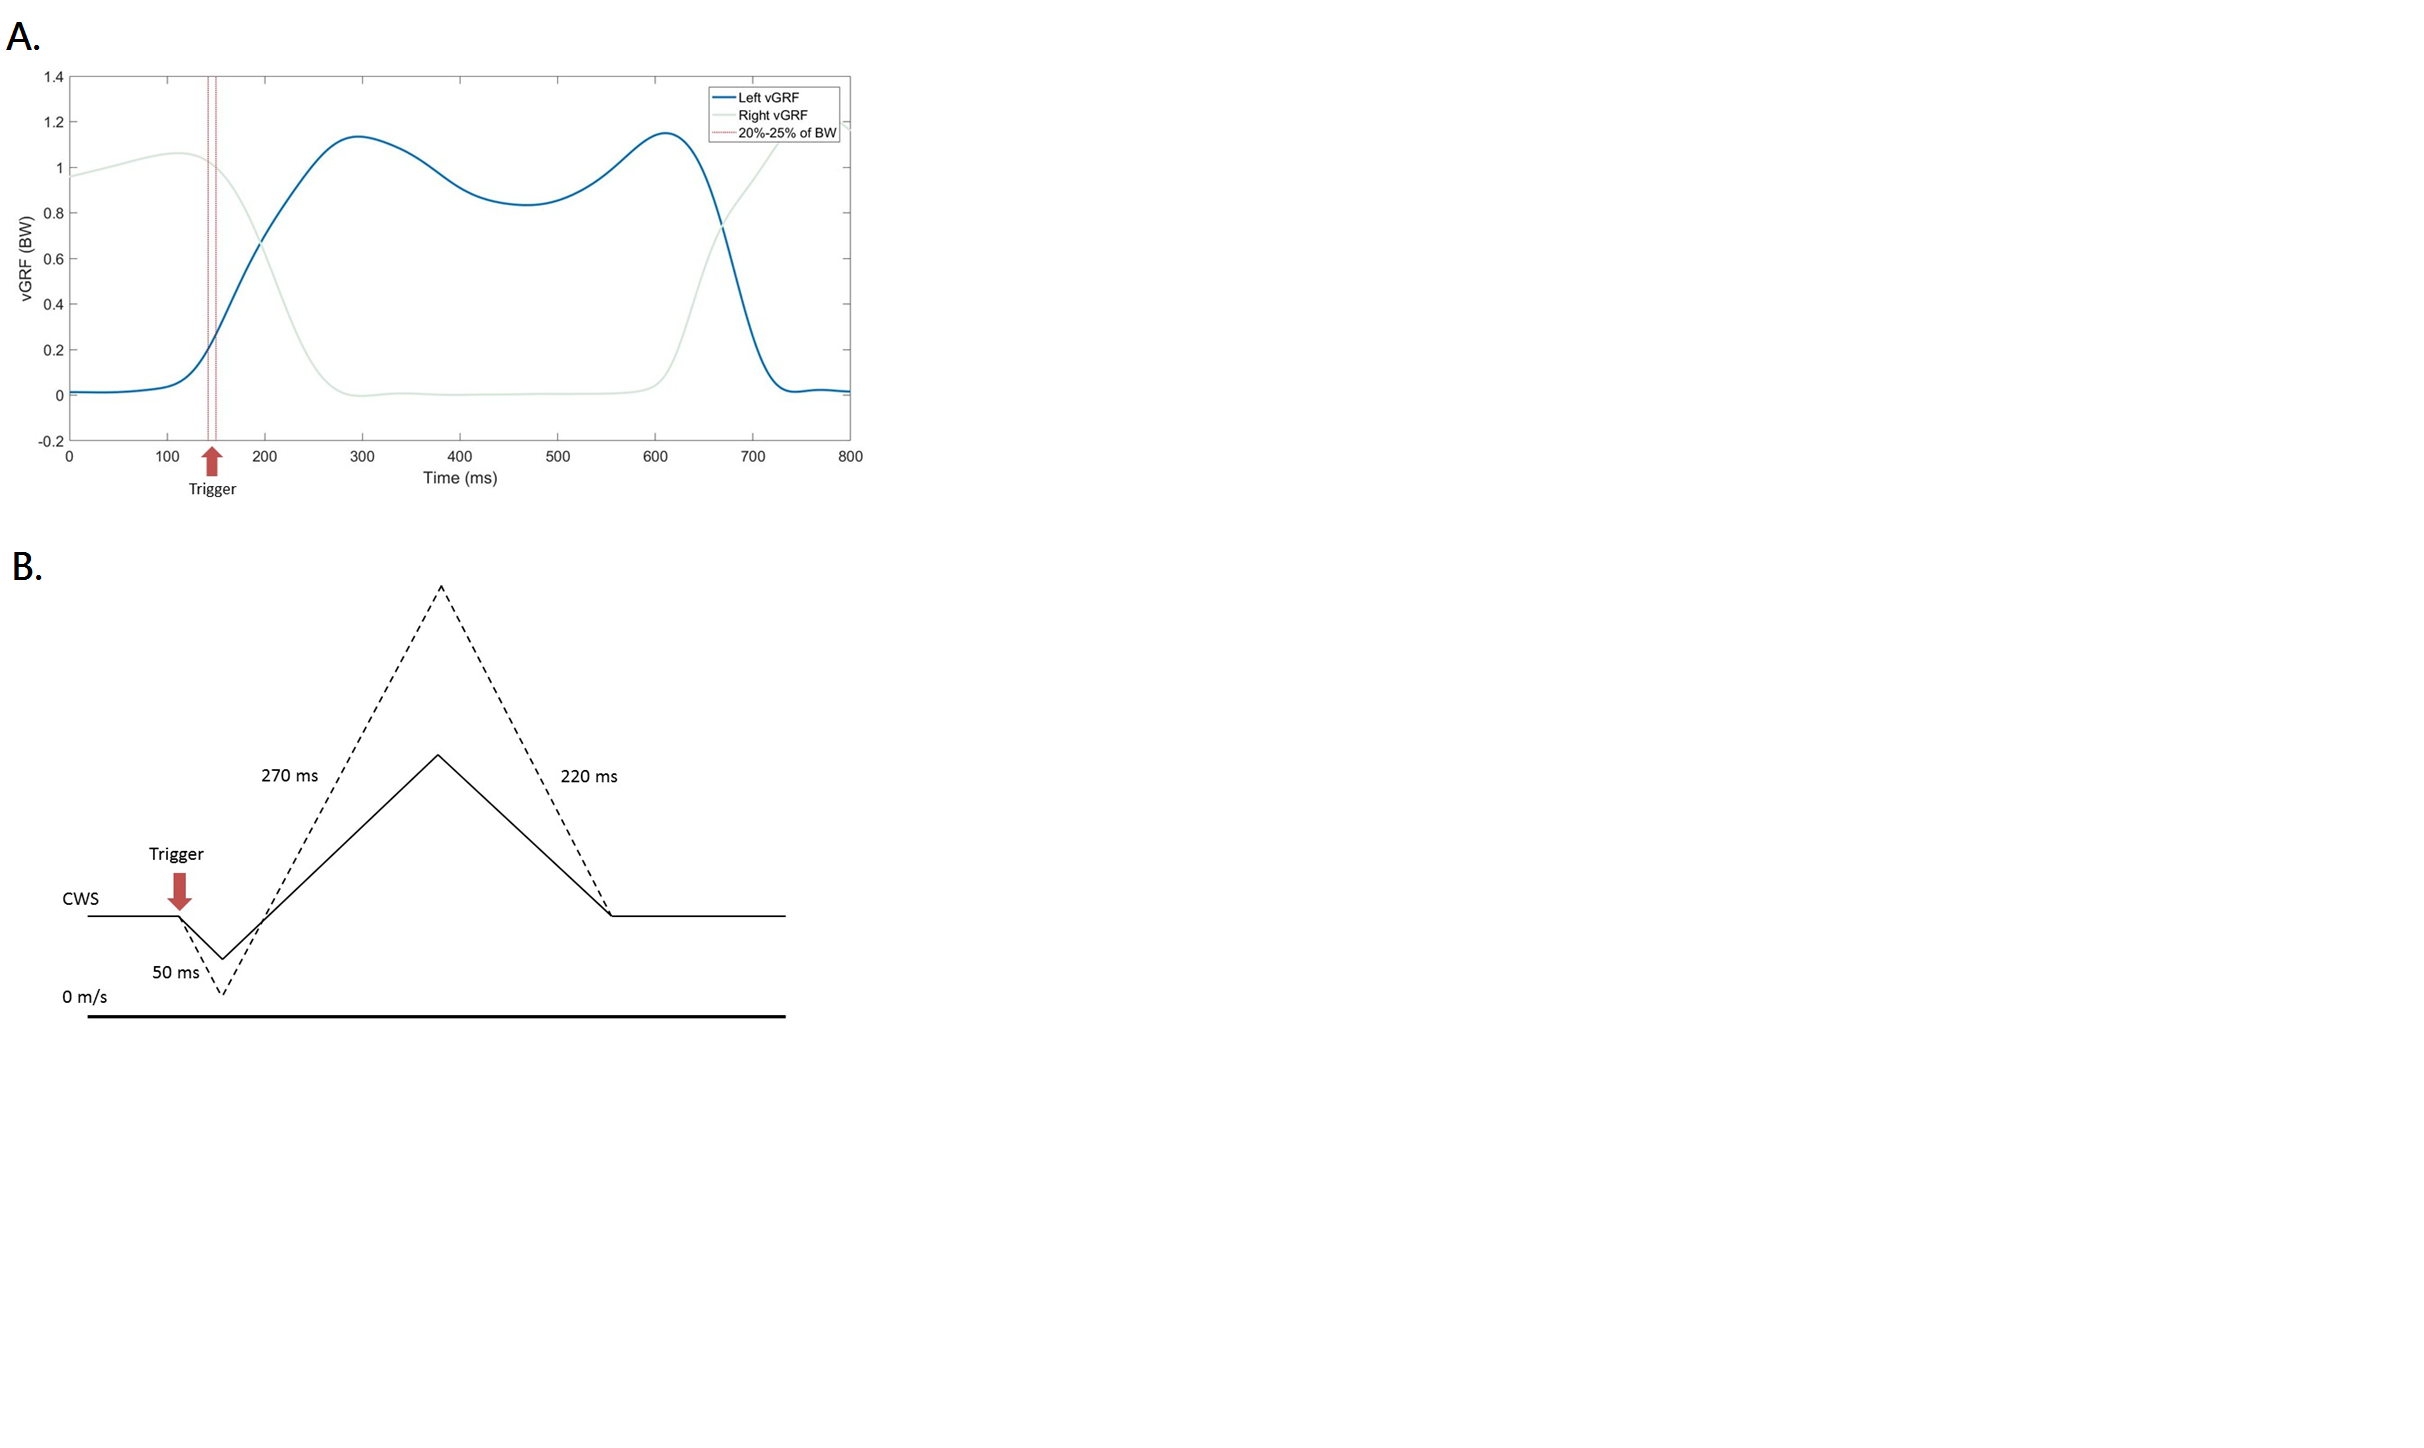 A.
1.4
1.2
1
0.8
0.6
0.4
0.2
0
-0.2
vGRF (BW)
Left vGRF
Right vGRF
20%-25% of BW
0 100 200 300 400 500 600 700 800
Time (ms)
Trigger
B.
270 ms
220 ms
Trigger
CWS
50 ms
0 m/s